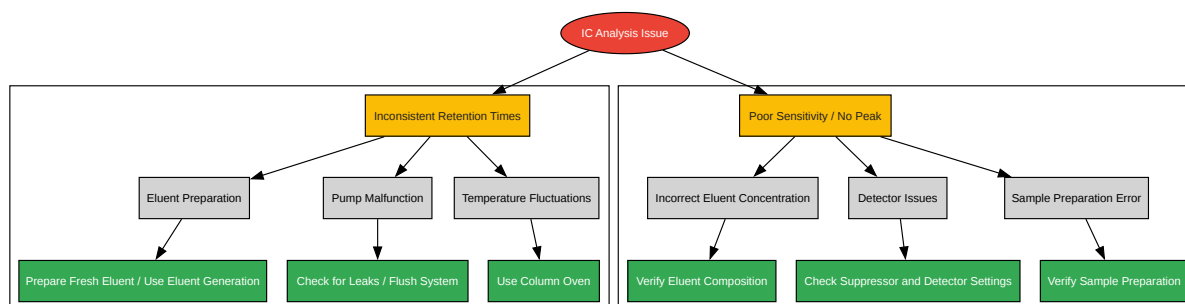 IC Analysis Issue
Inconsistent Retention Times
Poor Sensitivity / No Peak
Eluent Preparation
Pump Malfunction
Temperature Fluctuations
Incorrect Eluent Concentration
Detector Issues
Sample Preparation Error
Prepare Fresh Eluent / Use Eluent Generation
Check for Leaks / Flush System
Use Column Oven
Verify Eluent Composition
Check Suppressor and Detector Settings
Verify Sample Preparation